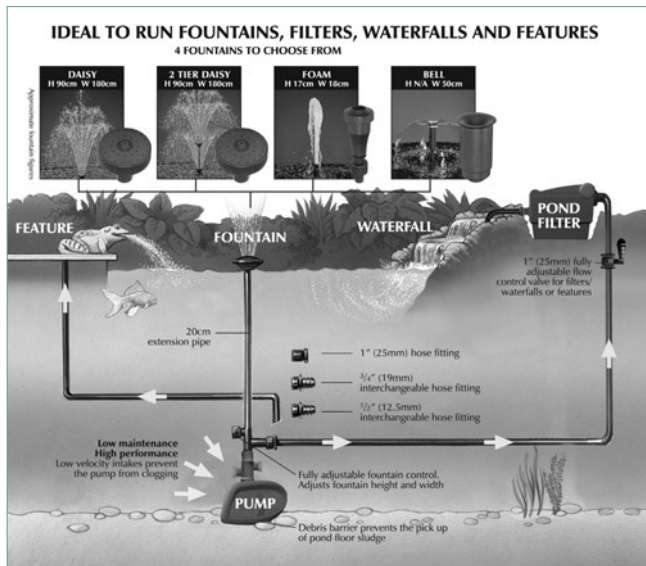 IDEAL TO RUN FOUNTAINS, FILTERS, WATERFALLS AND FEATURES
4 FOUNTAINS TO CHOOSE FROM
Approximate fountain figures
DAISY
H 90cm W 180cm
2 TIER DAISY
H 90cm W 180cm
FOAM
H 17cm W 18cm
BELL
H N/A W 50cm
FEATURE
FOUNTAIN
WATERFALL
POND
FILTER
1" (25mm) fully
adjustable flow
control valve for filters/
waterfalls or features
20cm
extension pipe
1" (25mm) hose fitting
3/4" (19mm)
interchangeable hose fitting
1/2" (12.5mm)
interchangeable hose fitting
Low maintenance
High performance
Low velocity intakes prevent
the pump from clogging
Fully adjustable fountain control.
Adjusts fountain height and width
PUMP
Debris barrier prevents the pick up
of pond floor sludge